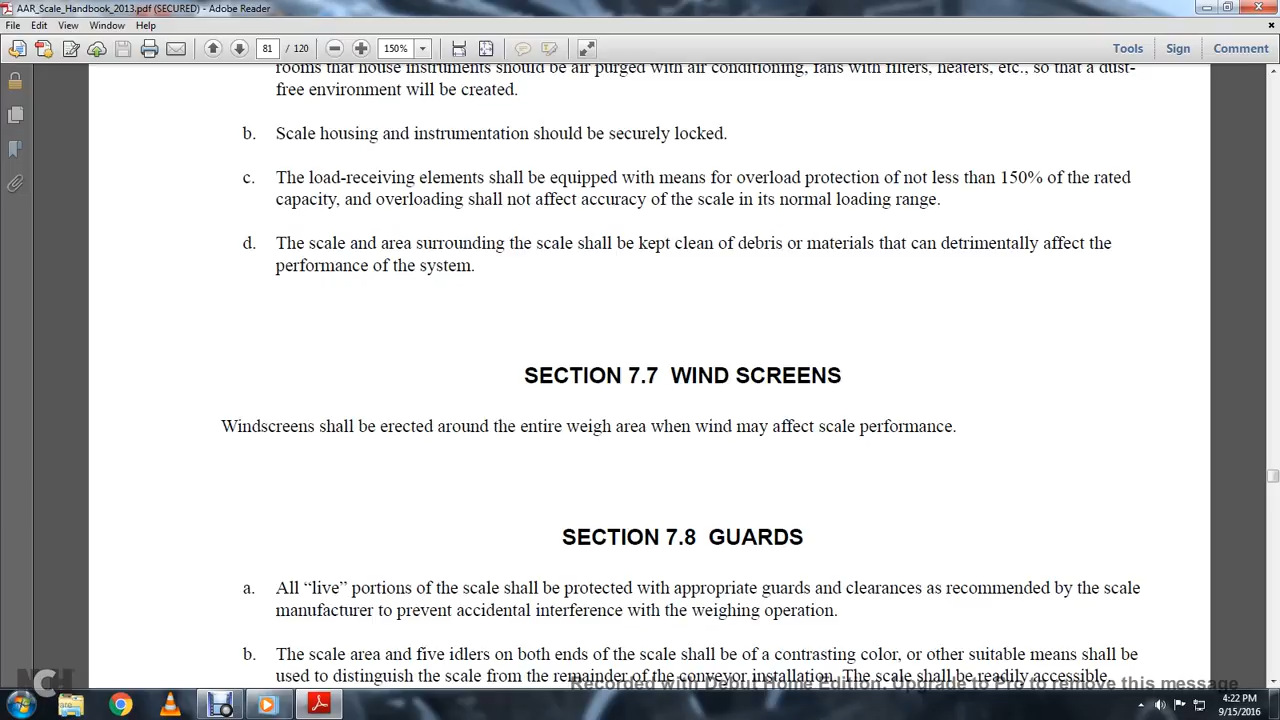 AAR_Scale_Handbook_2013.pdf (SECURED) - Adobe Reader
File Edit View Window Help
81 / 120 150% Tools Sign Comment
rooms that house instruments should be air purged with air conditioning, fans with filters, heaters, etc., so that a dust-
free environment will be created.
b. Scale housing and instrumentation should be securely locked.
c. The load-receiving elements shall be equipped with means for overload protection of not less than 150% of the rated
capacity, and overloading shall not affect accuracy of the scale in its normal loading range.
d. The scale and area surrounding the scale shall be kept clean of debris or materials that can detrimentally affect the
performance of the system.
SECTION 7.7 WIND SCREENS
Windscreens shall be erected around the entire weigh area when wind may affect scale performance.
SECTION 7.8 GUARDS
a. All “live” portions of the scale shall be protected with appropriate guards and clearances as recommended by the scale
manufacturer to prevent accidental interference with the weighing operation.
b. The scale area and five idlers on both ends of the scale shall be of a contrasting color, or other suitable means shall be
used to distinguish the scale from the remainder of the conveyor installation. The scale shall be readily accessible
Recorded with Debut Home Edition. Upgrade to Pro to remove this message
4:22 PM
9/15/2016